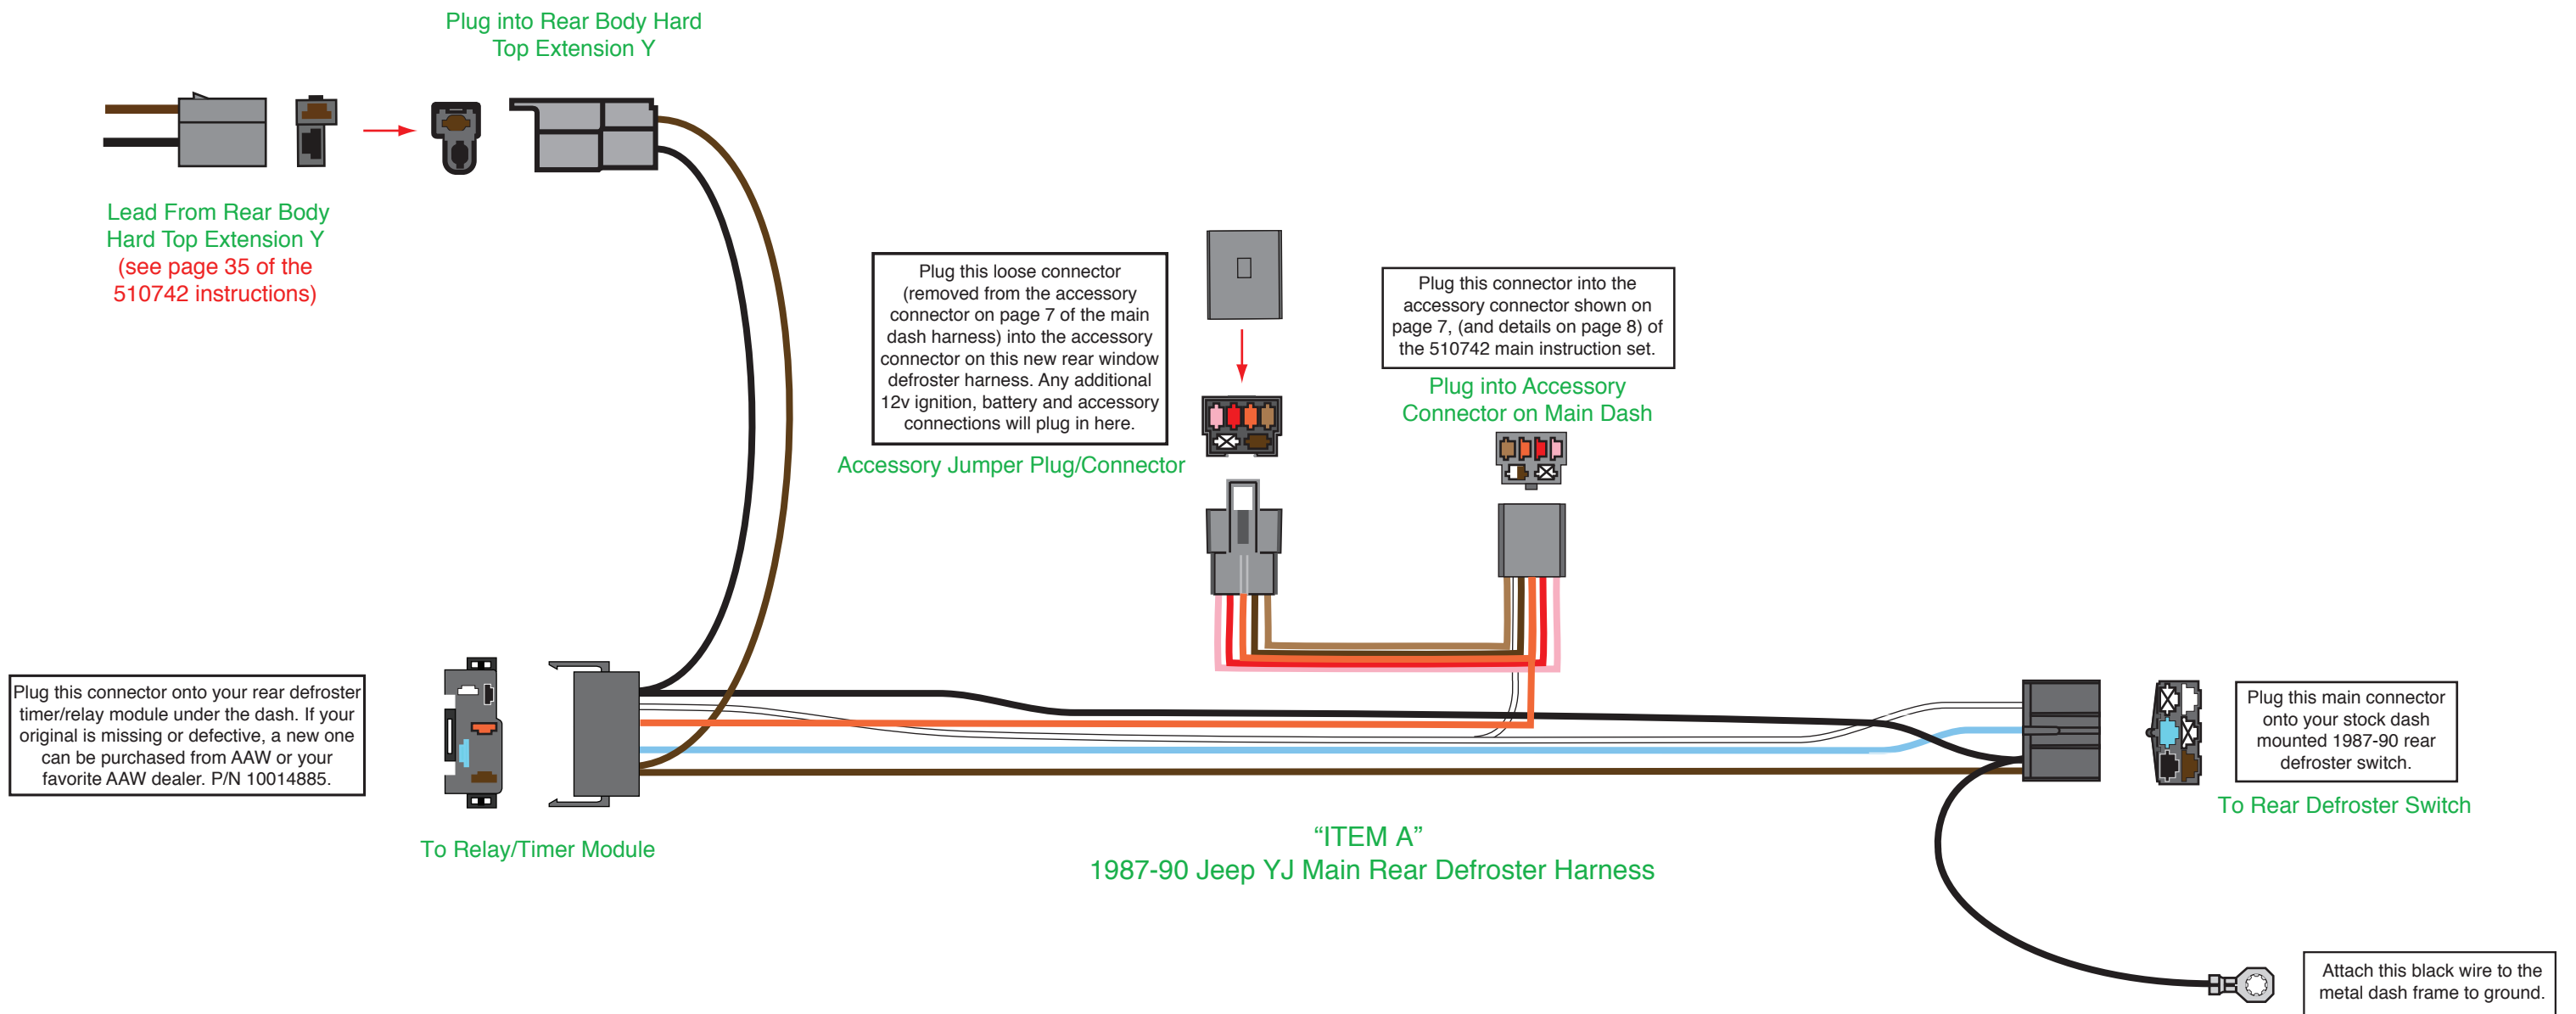 Plug into Rear Body Hard
Top Extension Y
Lead From Rear Body
Hard Top Extension Y
(see page 35 of the
510742 instructions)
Plug this loose connector
(removed from the accessory
connector on page 7 of the main
dash harness) into the accessory
connector on this new rear window
defroster harness. Any additional
12v ignition, battery and accessory
connections will plug in here.
Accessory Jumper Plug/Connector
Plug this connector into the
accessory connector shown on
page 7, (and details on page 8) of
the 510742 main instruction set.
Plug into Accessory
Connector on Main Dash
Plug this connector onto your rear defroster
timer/relay module under the dash. If your
original is missing or defective, a new one
can be purchased from AAW or your
favorite AAW dealer. P/N 10014885.
To Relay/Timer Module
Plug this main connector
onto your stock dash
mounted 1987-90 rear
defroster switch.
To Rear Defroster Switch
“ITEM A”
1987-90 Jeep YJ Main Rear Defroster Harness
Attach this black wire to the
metal dash frame to ground.